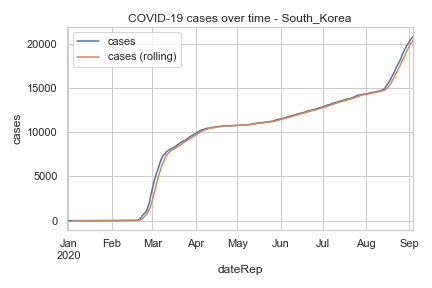 COVID-19 cases over time - South_Korea
cases
cases (rolling)
20000
15000
10000
5000
0
cases
Jan Feb Mar Apr May Jun Jul Aug Sep
2020
dateRep